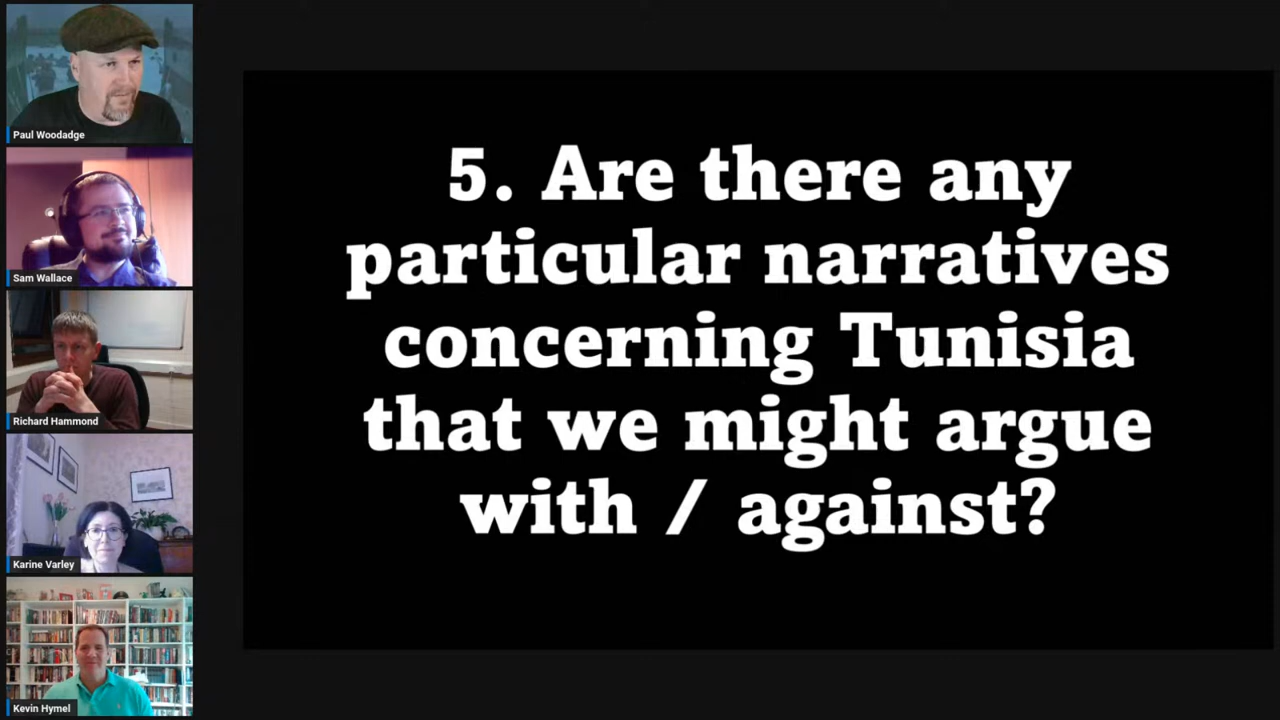 Paul Woodadge
Sam Wallace
Richard Hammond
Karine Varley
Kevin Hymel
5. Are there any
particular narratives
concerning Tunisia
that we might argue
with / against?